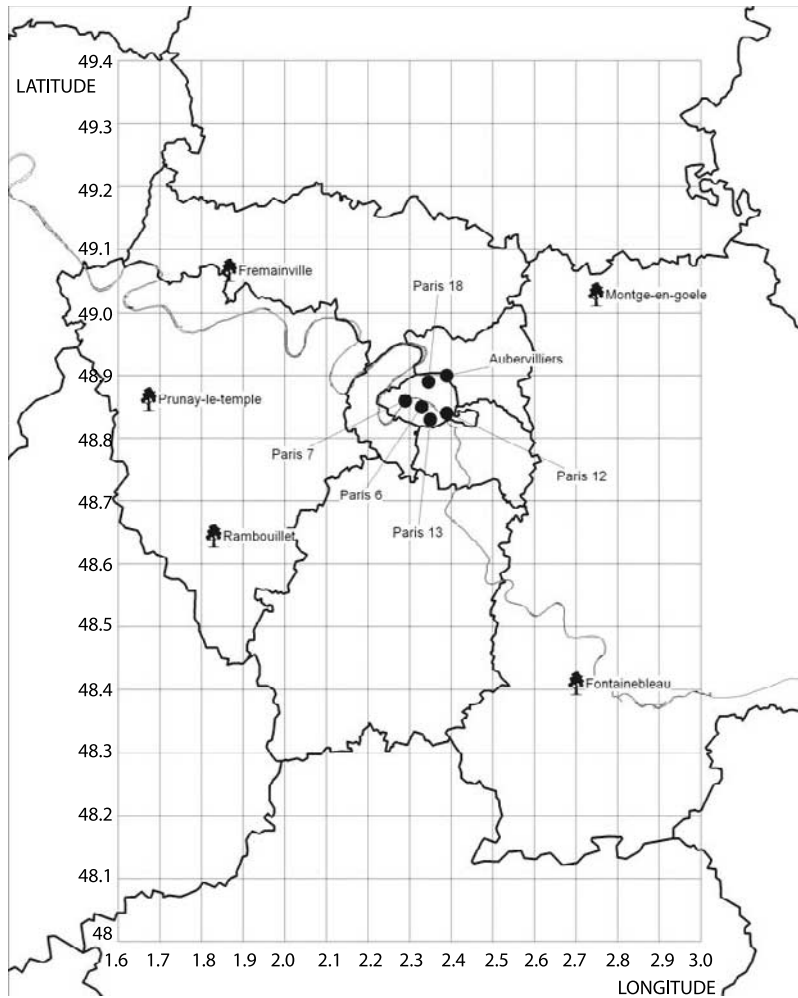 49.4
LATITUDE
49.3
49.2
49.1
Fremainville
Paris 18
Montge-en-goele
49.0
Aubervilliers
48.9
Prunay-le-temple
48.8
Paris 7
Paris 12
Paris 6
48.7
Paris 13
Rambouillet
48.6
48.5
Fontainebleau
48.4
48.3
48.2
48.1
48
1.6 1.7 1.8 1.9 2.0 2.1 2.2 2.3 2.4 2.5 2.6 2.7 2.8 2.9 3.0
LONGITUDE